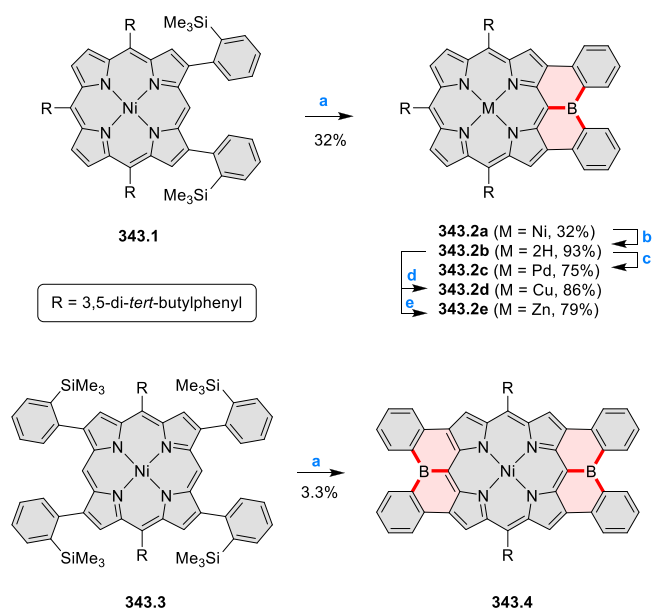 R
Me₃Si
N
N
Ni
N
N
R
R
Me₃Si
343.1
a
32%
R
N
N
M
N
N
R
R
B
343.2a (M = Ni, 32%)
b
343.2b (M = 2H, 93%)
c
343.2c (M = Pd, 75%)
d
343.2d (M = Cu, 86%)
e
343.2e (M = Zn, 79%)
R = 3,5-di-tert-butylphenyl
SiMe₃
R
Me₃Si
N
N
Ni
N
N
SiMe₃
R
Me₃Si
343.3
a
3.3%
R
N
N
B
Ni
B
N
N
R
343.4